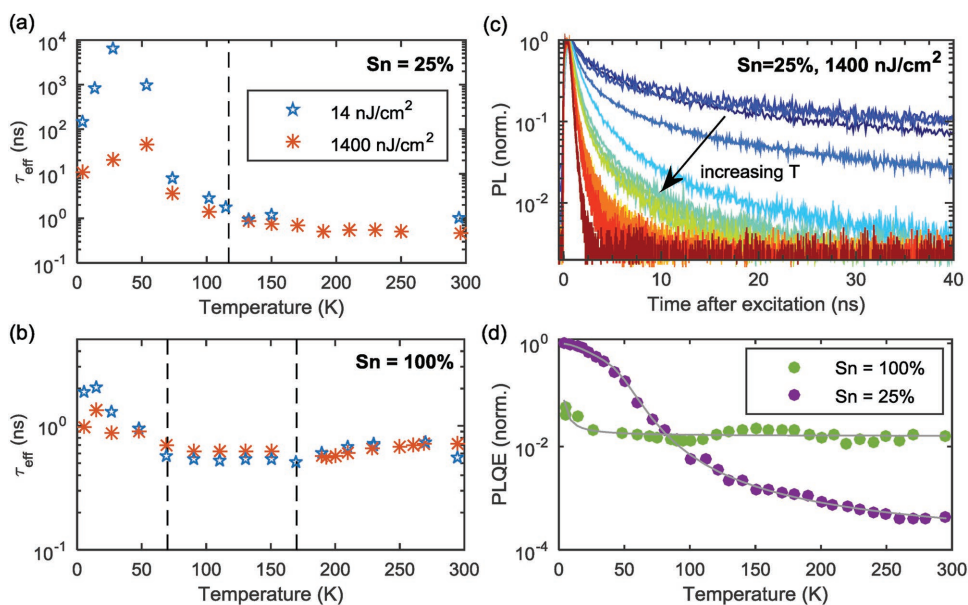 (a)
10⁴
10³
10²
10¹
10⁰
10⁻¹
τeff (ns)
Sn = 25%
14 nJ/cm²
1400 nJ/cm²
0 50 100 150 200 250 300
Temperature (K)
(b)
10⁰
10⁻¹
τeff (ns)
Sn = 100%
0 50 100 150 200 250 300
Temperature (K)
(c)
10⁰
10⁻¹
10⁻²
PL (norm.)
Sn=25%, 1400 nJ/cm²
increasing T
0 10 20 30 40
Time after excitation (ns)
(d)
10⁰
10⁻²
10⁻⁴
PLQE (norm.)
Sn = 100%
Sn = 25%
0 50 100 150 200 250 300
Temperature (K)